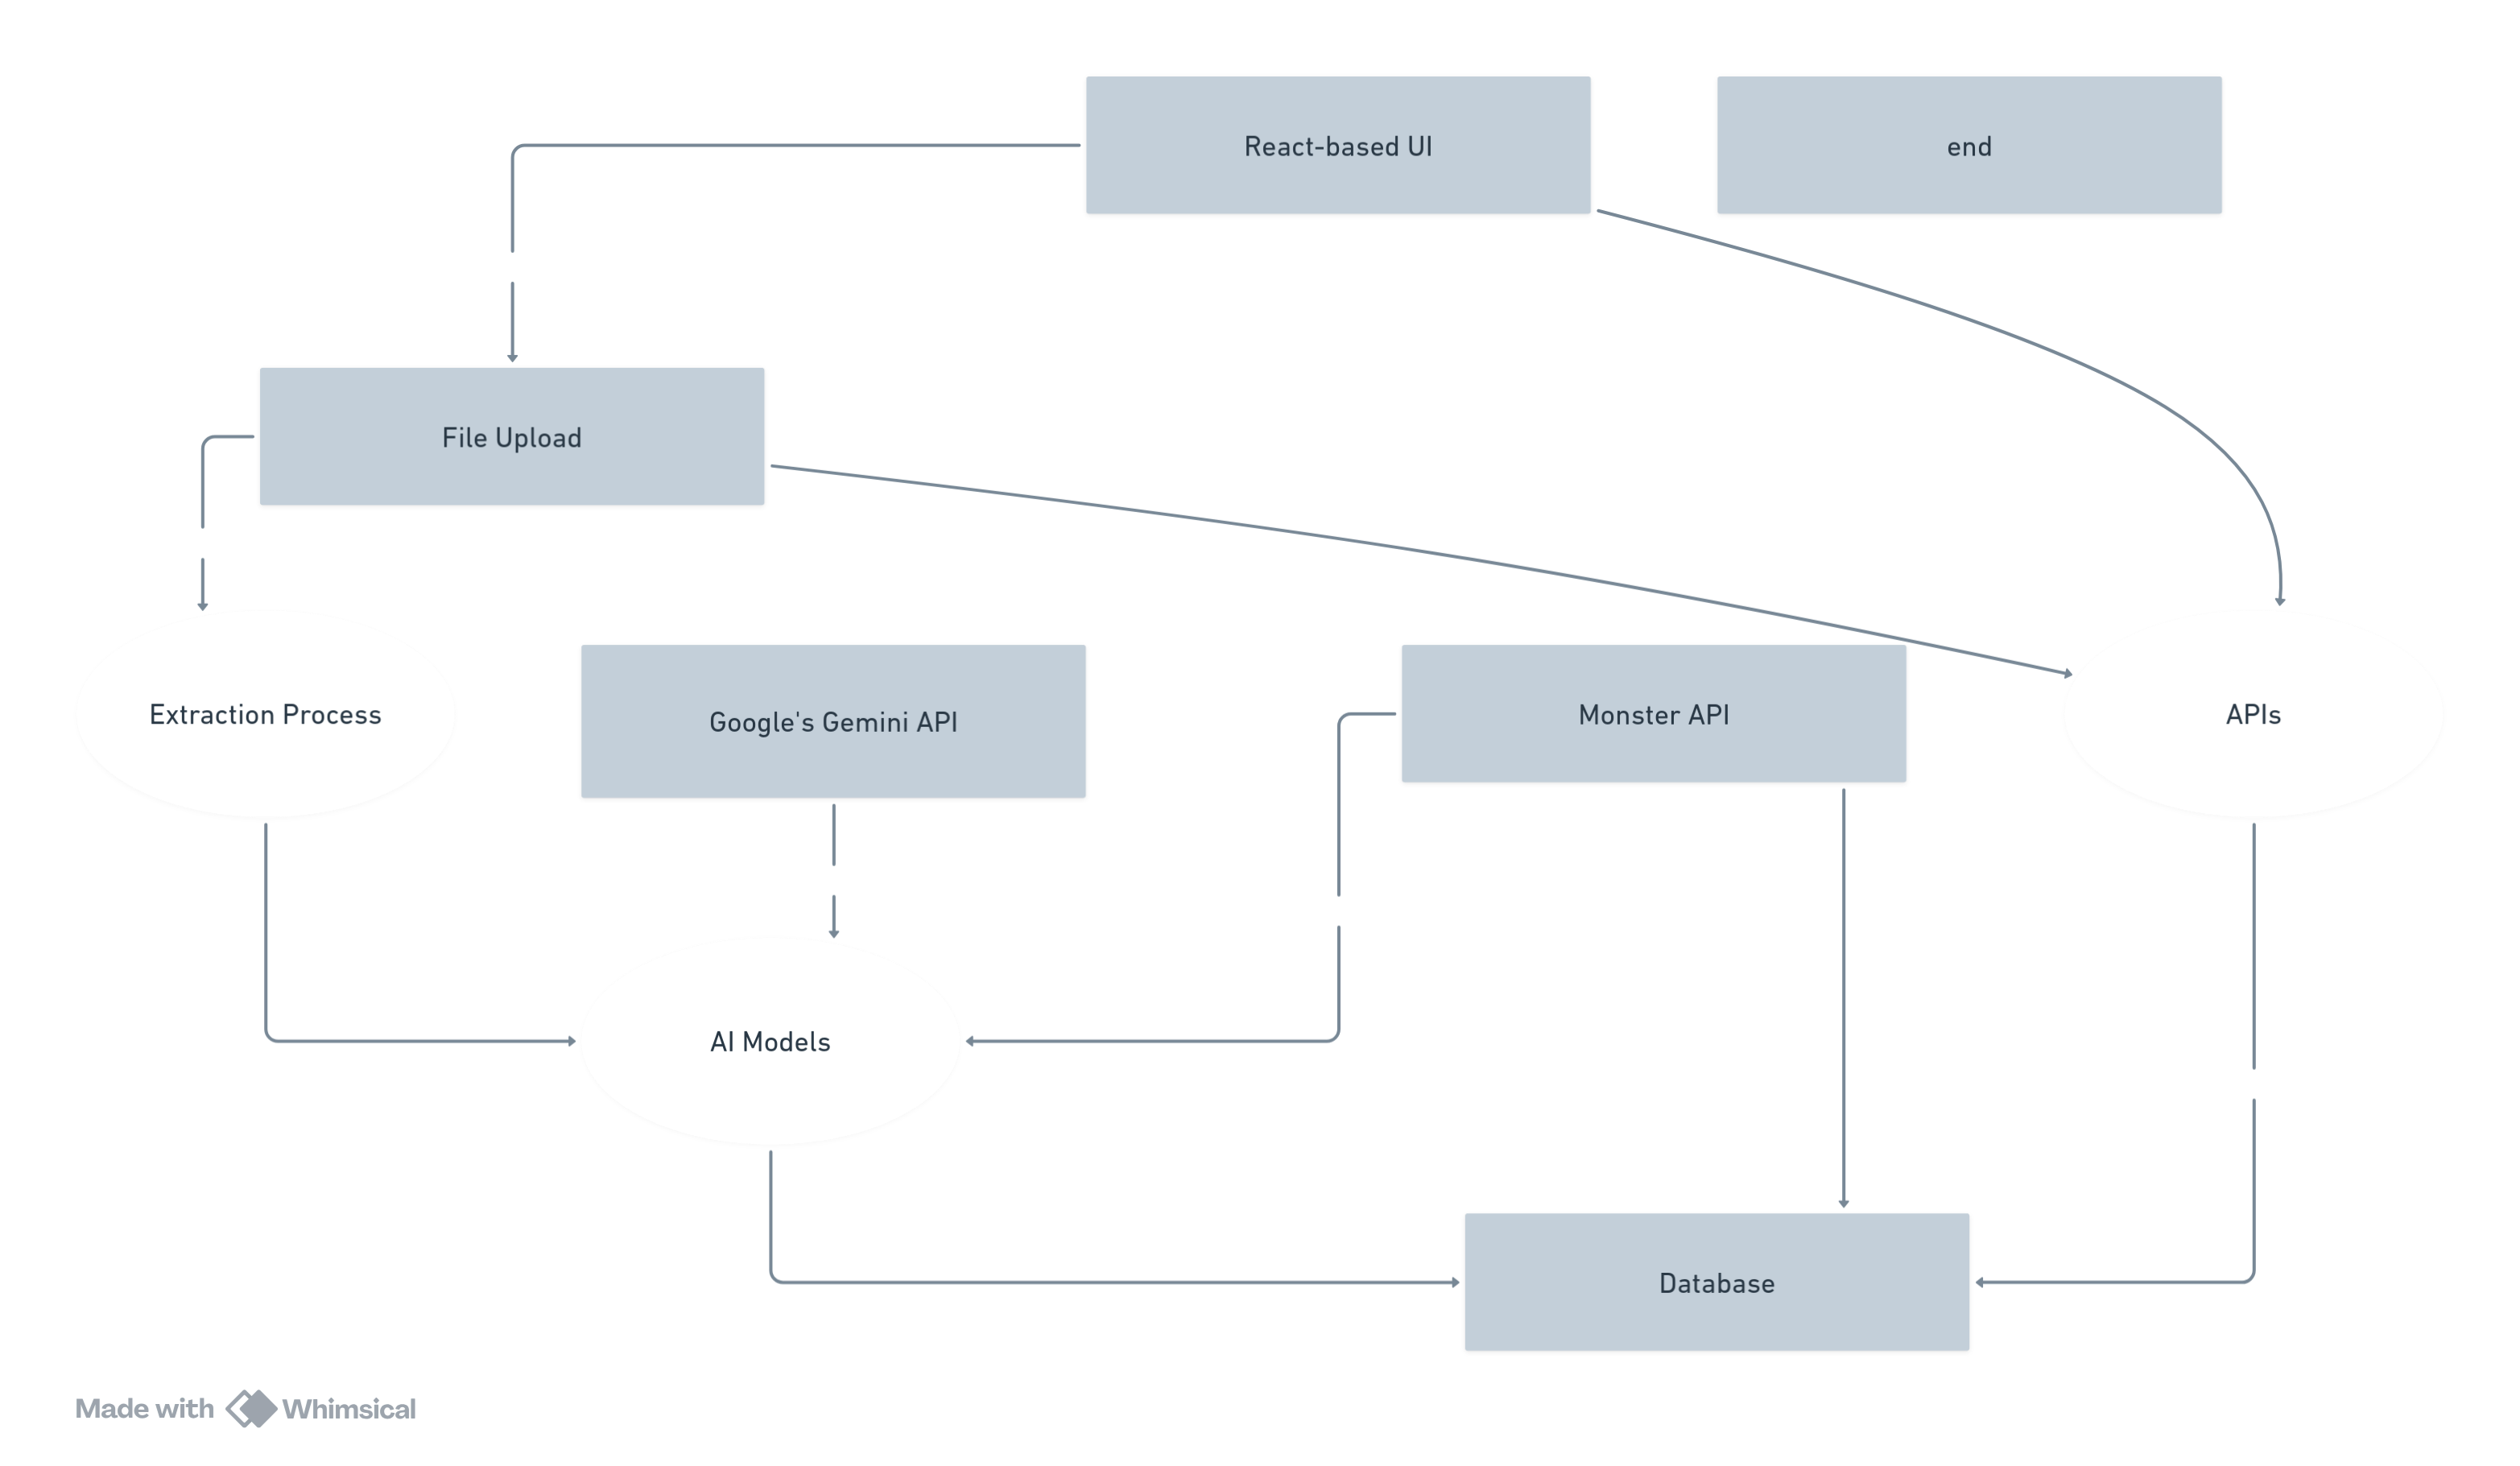 React-based UI
end
File Upload
Extraction Process
Google's Gemini API
Monster API
APIs
AI Models
Database
Made with Whimsical